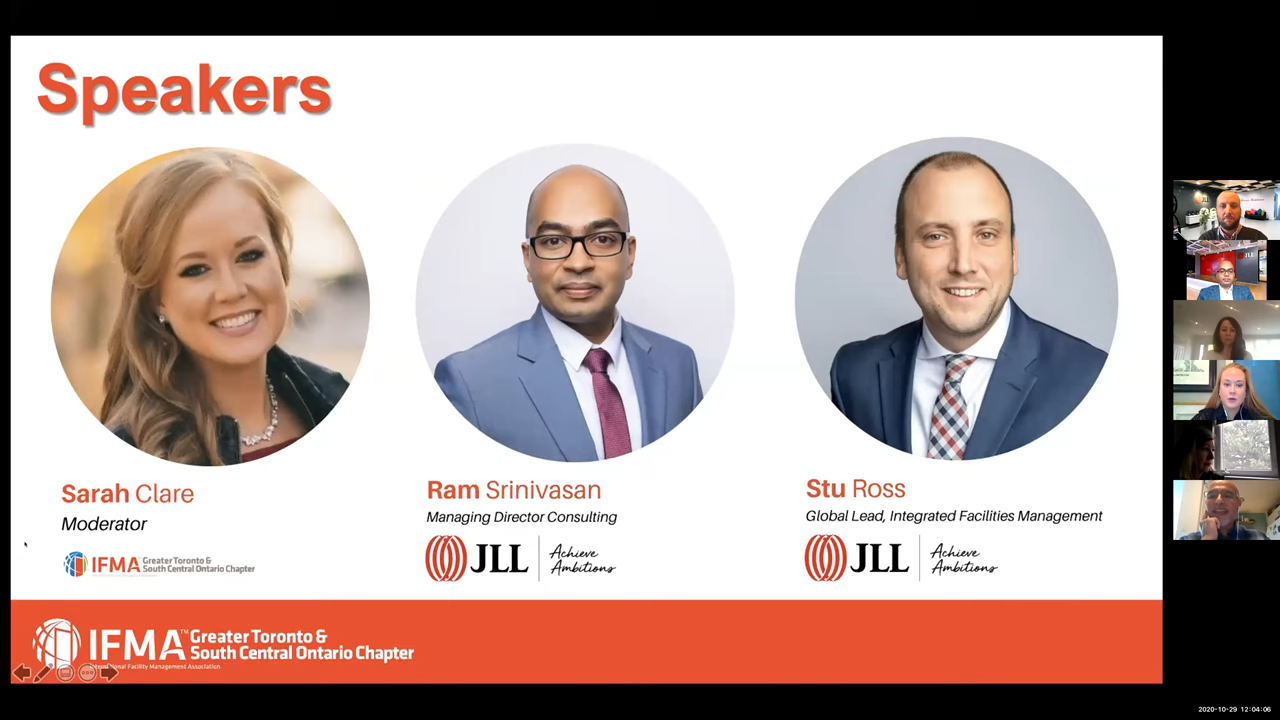 Speakers
Sarah Clare
Moderator
IFMA Greater Toronto &
South Central Ontario Chapter
Ram Srinivasan
Managing Director Consulting
JLL Achieve
Ambitions
Stu Ross
Global Lead, Integrated Facilities Management
JLL Achieve
Ambitions
IFMA™ Greater Toronto &
South Central Ontario Chapter
International Facility Management Association
JLL
2020-10-29 12:04:06